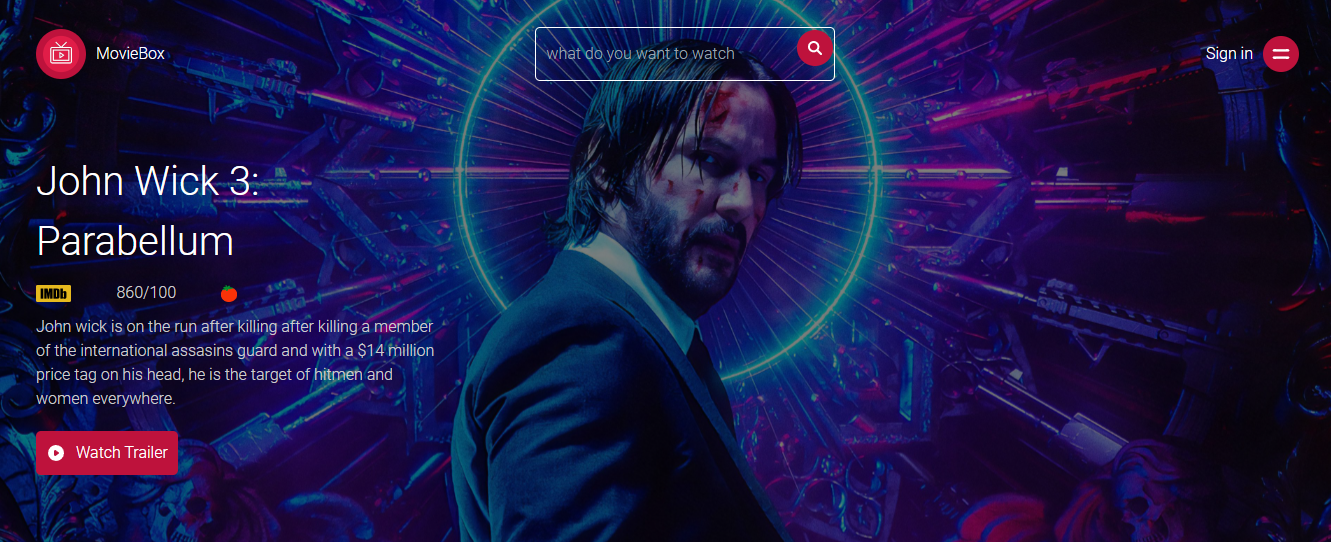 MovieBox
what do you want to watch
Sign in
John Wick 3:
Parabellum
IMDb
860/100
John wick is on the run after killing after killing a member
of the international assasins guard and with a $14 million
price tag on his head, he is the target of hitmen and
women everywhere.
Watch Trailer